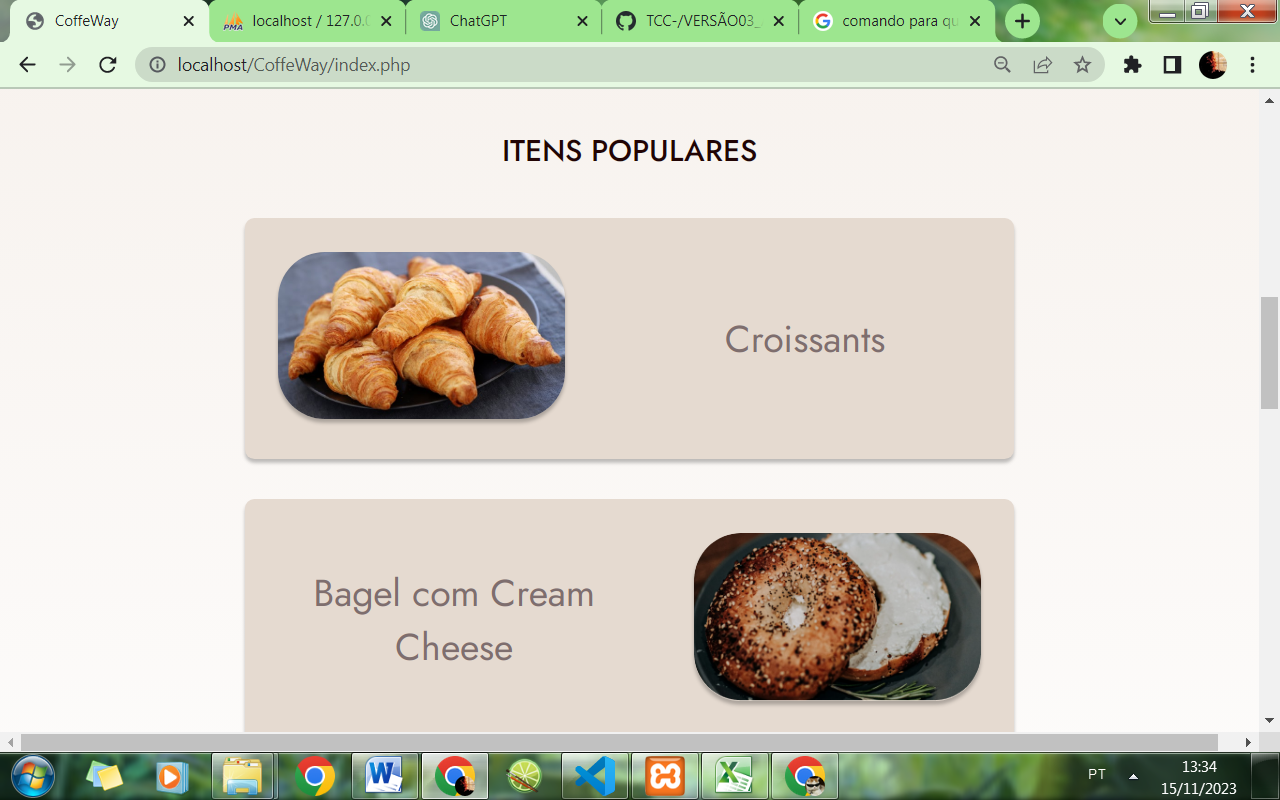 CoffeWay
localhost / 127.0.0
ChatGPT
TCC-/VERSÃO03_
comando para qu
localhost/CoffeWay/index.php
ITENS POPULARES
Croissants
Bagel com Cream
Cheese
PT
13:34
15/11/2023